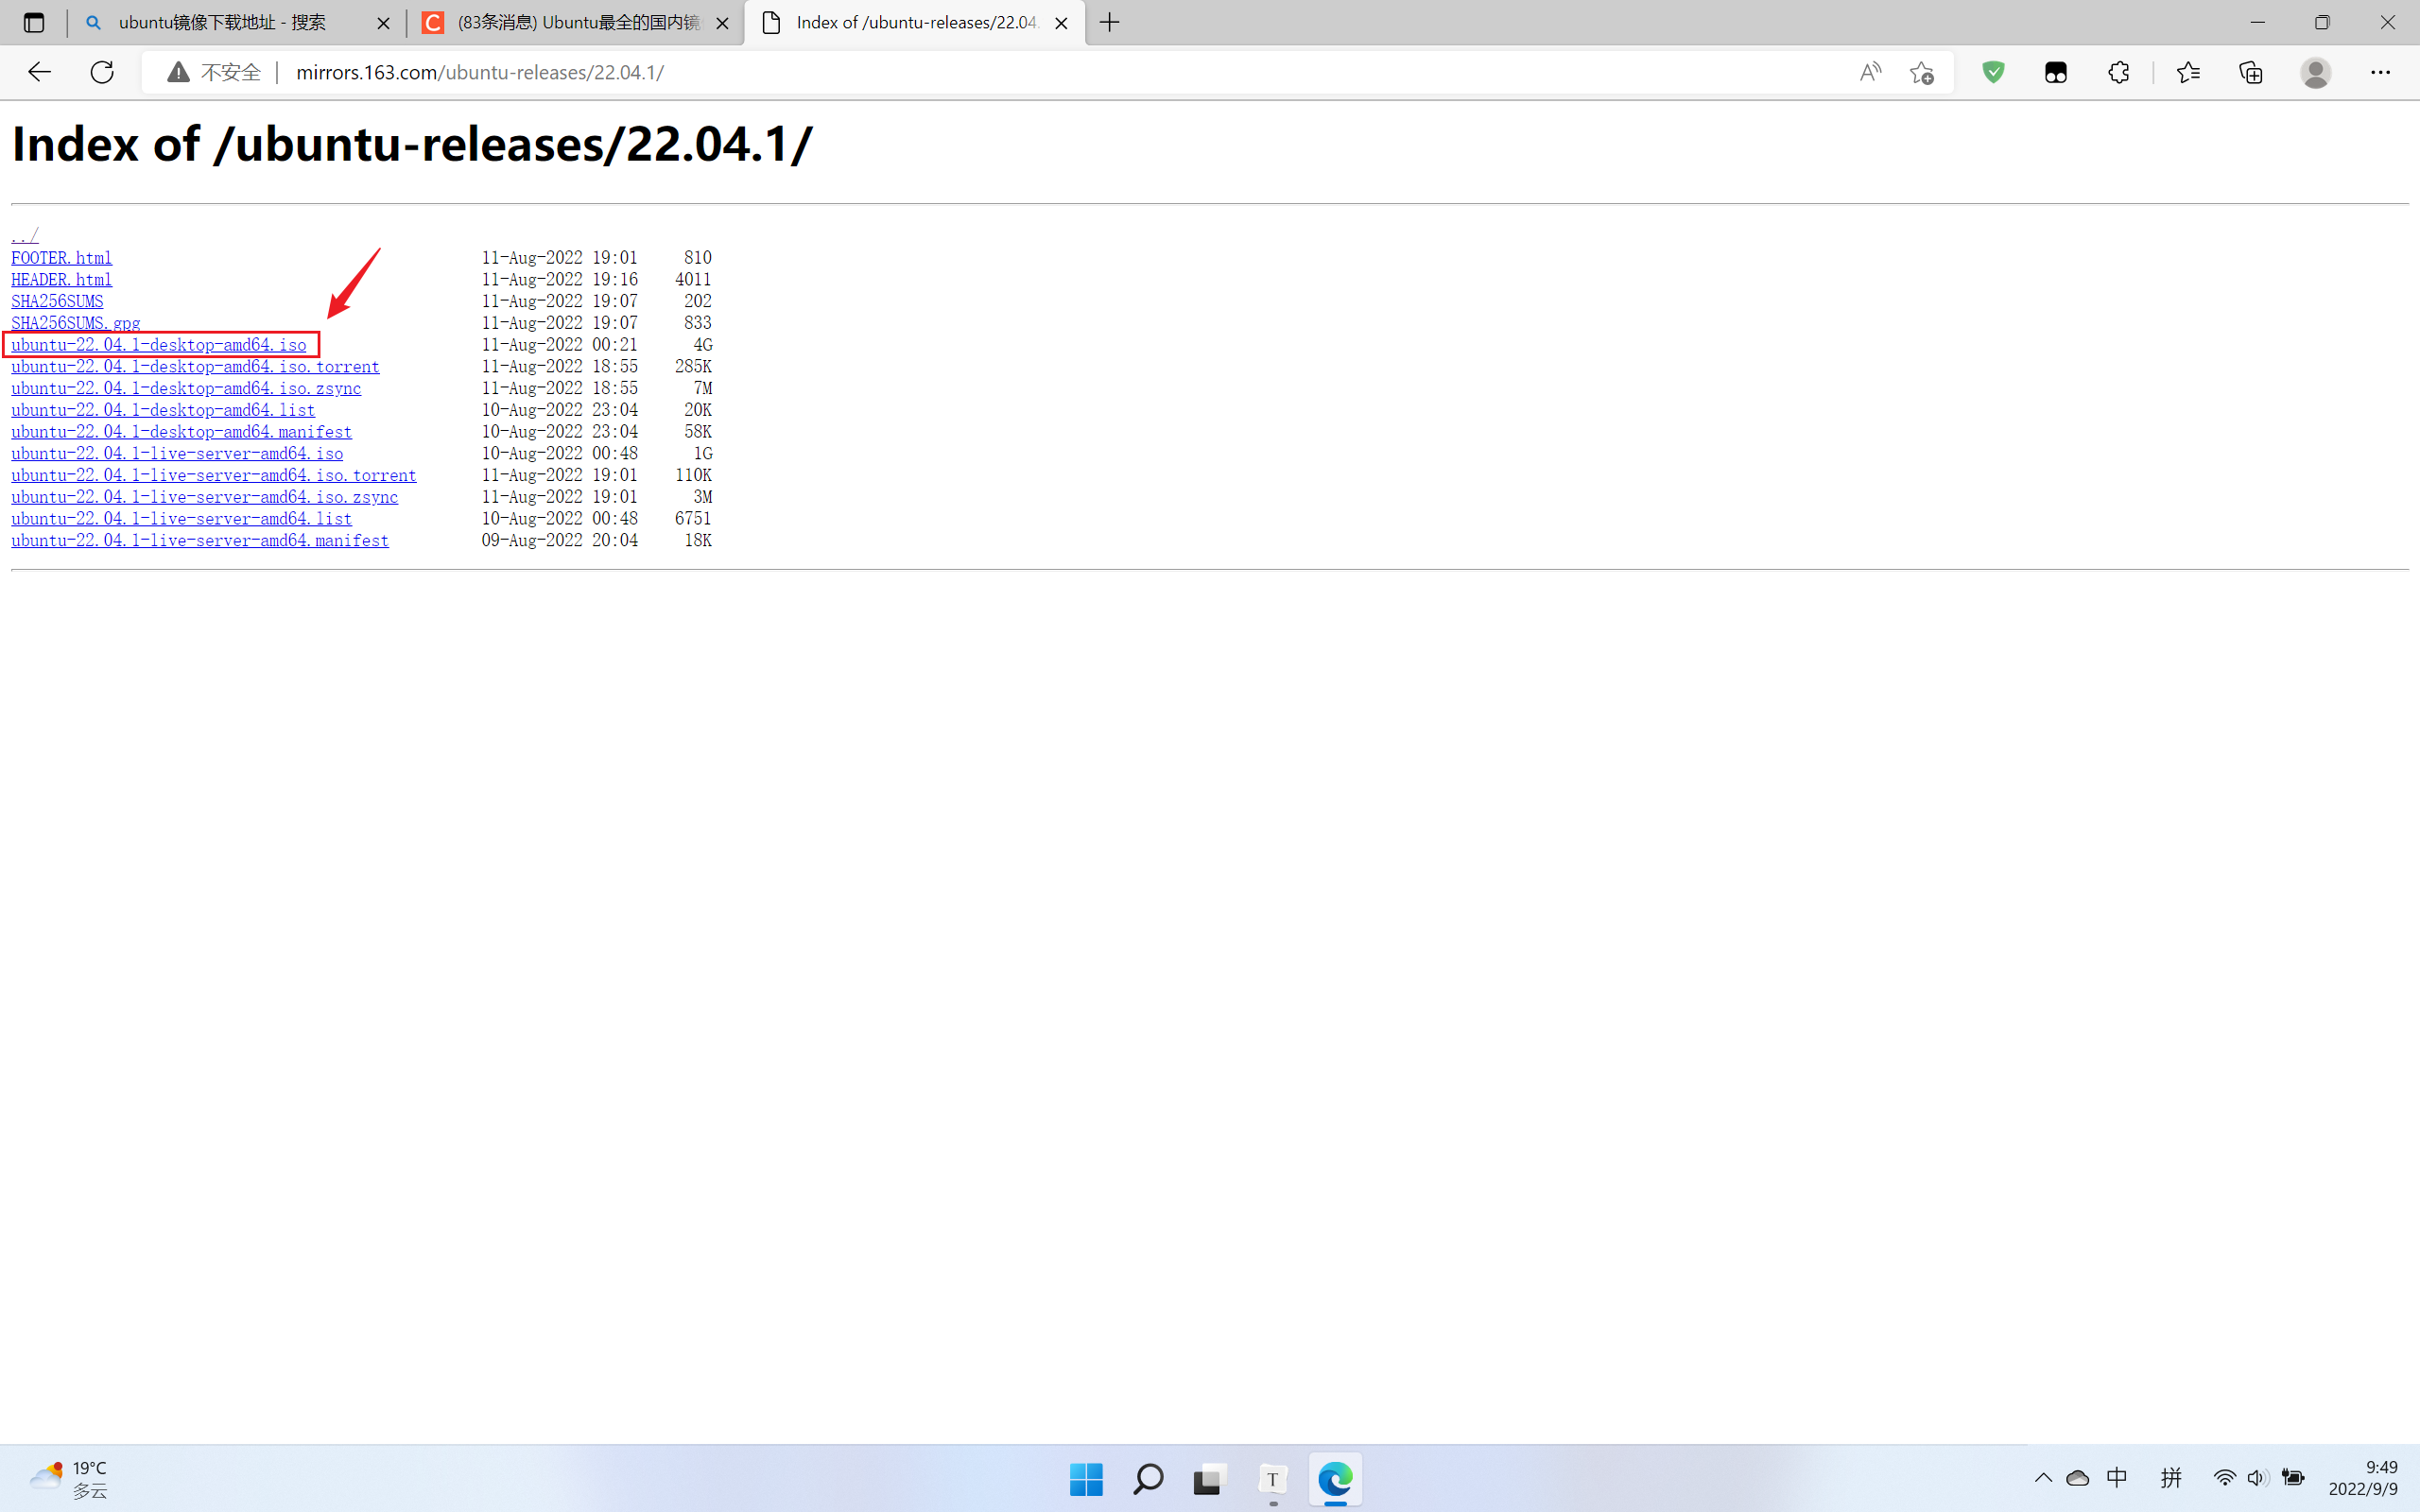 ubuntu镜像下载地址 - 搜索
(83条消息) Ubuntu最全的国内镜
Index of /ubuntu-releases/22.04.
不安全 | mirrors.163.com/ubuntu-releases/22.04.1/
Index of /ubuntu-releases/22.04.1/
../
FOOTER.html 11-Aug-2022 19:01 810
HEADER.html 11-Aug-2022 19:16 4011
SHA256SUMS 11-Aug-2022 19:07 202
SHA256SUMS.gpg 11-Aug-2022 19:07 833
ubuntu-22.04.1-desktop-amd64.iso 11-Aug-2022 00:21 4G
ubuntu-22.04.1-desktop-amd64.iso.torrent 11-Aug-2022 18:55 285K
ubuntu-22.04.1-desktop-amd64.iso.zsync 11-Aug-2022 18:55 7M
ubuntu-22.04.1-desktop-amd64.list 10-Aug-2022 23:04 20K
ubuntu-22.04.1-desktop-amd64.manifest 10-Aug-2022 23:04 58K
ubuntu-22.04.1-live-server-amd64.iso 10-Aug-2022 00:48 1G
ubuntu-22.04.1-live-server-amd64.iso.torrent 11-Aug-2022 19:01 110K
ubuntu-22.04.1-live-server-amd64.iso.zsync 11-Aug-2022 19:01 3M
ubuntu-22.04.1-live-server-amd64.list 10-Aug-2022 00:48 6751
ubuntu-22.04.1-live-server-amd64.manifest 09-Aug-2022 20:04 18K
19°C
多云
T
中 拼
9:49
2022/9/9